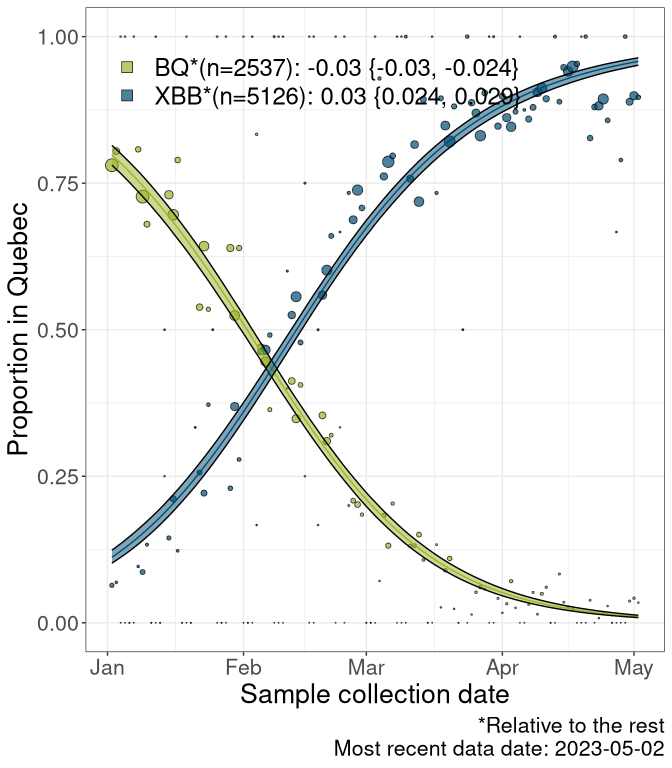 BQ*(n=2537): -0.03 {-0.03, -0.024}
XBB*(n=5126): 0.03 {0.024, 0.029}
1.00
0.75
0.50
0.25
0.00
Proportion in Quebec
Jan Feb Mar Apr May
Sample collection date
*Relative to the rest
Most recent data date: 2023-05-02